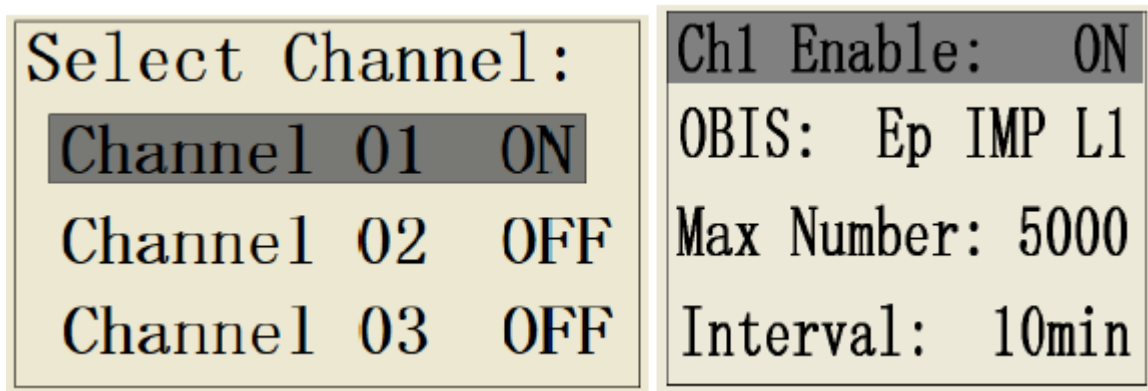 Select Channel:
Channel 01 ON
Channel 02 OFF
Channel 03 OFF
Ch1 Enable: ON
OBIS: Ep IMP L1
Max Number: 5000
Interval: 10min